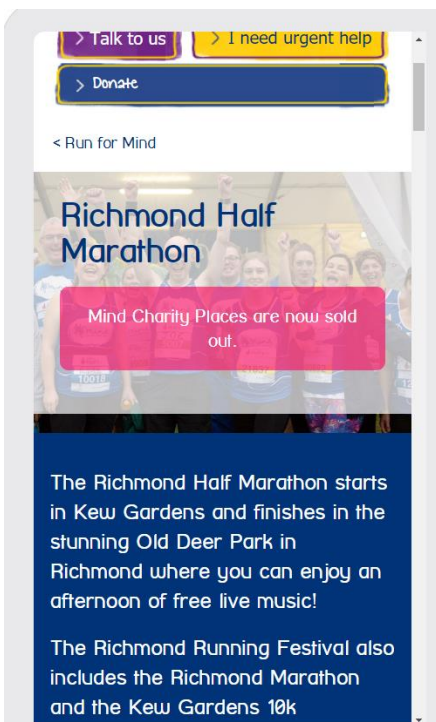 > Talk to us
> I need urgent help
> Donate
< Run for Mind
Richmond Half
Marathon
Mind Charity Places are now sold
out.
The Richmond Half Marathon starts
in Kew Gardens and finishes in the
stunning Old Deer Park in
Richmond where you can enjoy an
afternoon of free live music!
The Richmond Running Festival also
includes the Richmond Marathon
and the Kew Gardens 10k